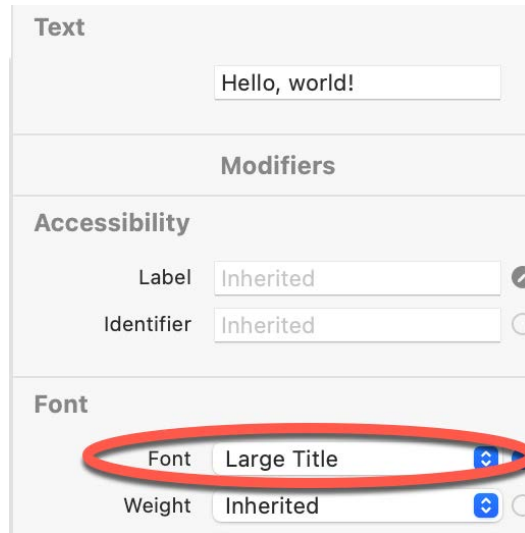 Text
Hello, world!
Modifiers
Accessibility
Label Inherited
Identifier Inherited
Font
Font Large Title
Weight Inherited